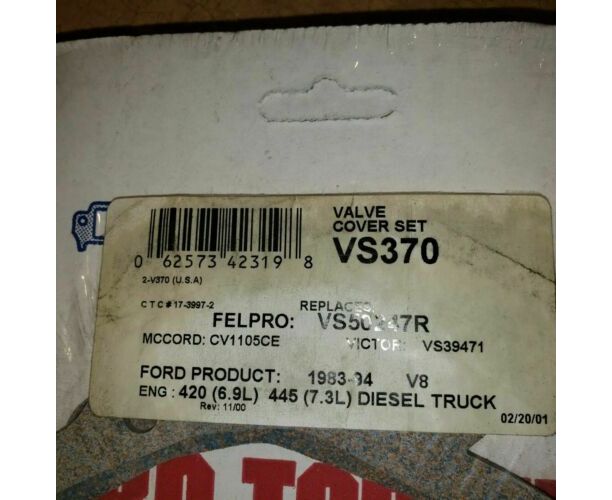 VALVE
COVER SET
VS370
0 62573 42319 8
2-V370 (U.S.A)
CTC# 17-3997-2
REPLACES
FELPRO: VS50247R
MCCORD: CV1105CE VICTOR: VS39471
FORD PRODUCT: 1983-94 V8
ENG : 420 (6.9L) 445 (7.3L) DIESEL TRUCK
Rev: 11/00
02/20/01